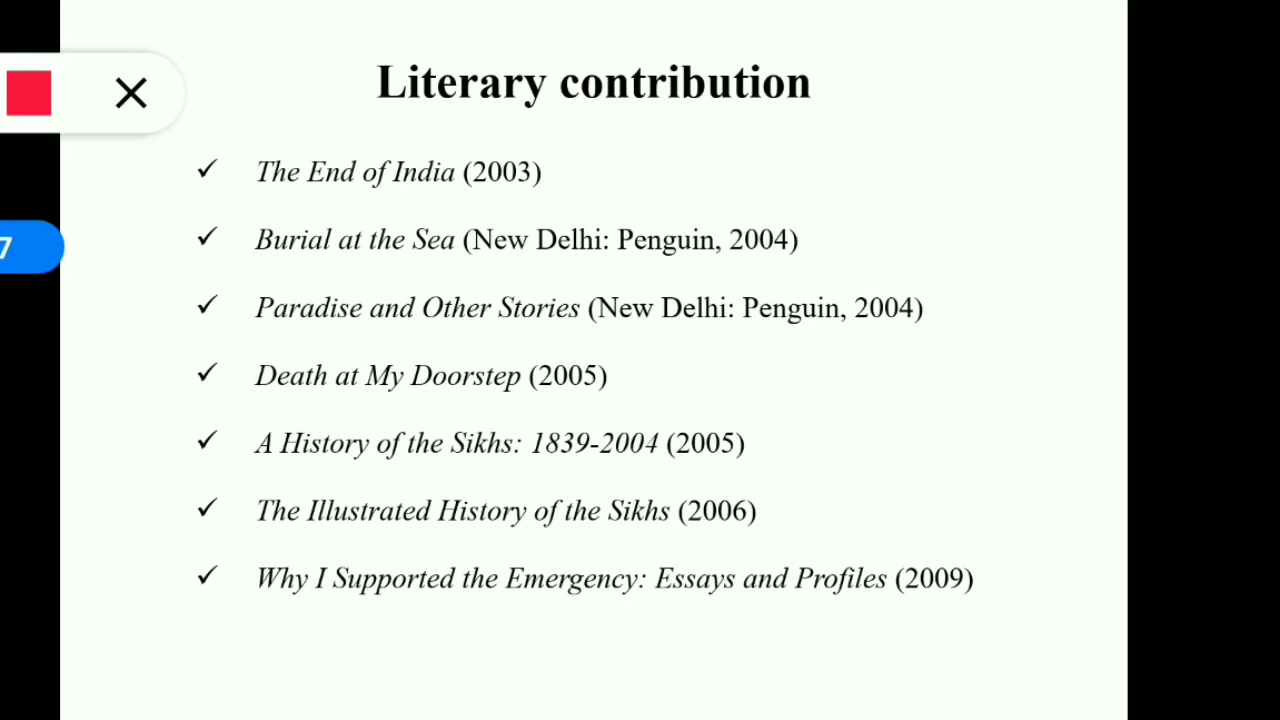 Literary contribution
The End of India (2003)
Burial at the Sea (New Delhi: Penguin, 2004)
Paradise and Other Stories (New Delhi: Penguin, 2004)
Death at My Doorstep (2005)
A History of the Sikhs: 1839-2004 (2005)
The Illustrated History of the Sikhs (2006)
Why I Supported the Emergency: Essays and Profiles (2009)
7